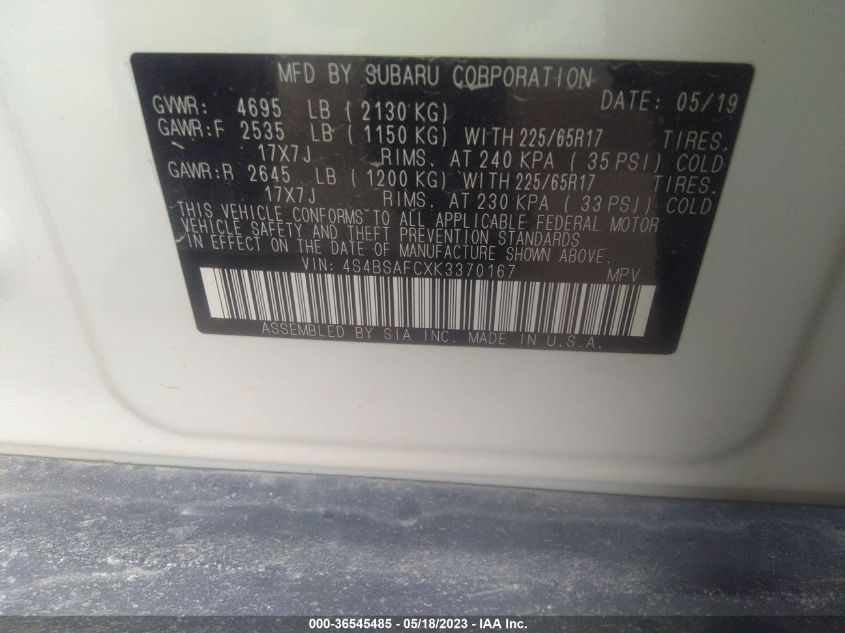 MFD BY SUBARU CORPORATION
GVWR: 4695 LB ( 2130 KG) DATE: 05/19
GAWR:F 2535 LB ( 1150 KG) WITH 225/65R17 TIRES.
17X7J RIMS. AT 240 KPA ( 35 PSI) COLD
GAWR:R 2645 LB ( 1200 KG) WITH 225/65R17 TIRES.
17X7J RIMS. AT 230 KPA ( 33 PSI) COLD
THIS VEHICLE CONFORMS TO ALL APPLICABLE FEDERAL MOTOR
VEHICLE SAFETY AND THEFT PREVENTION STANDARDS
IN EFFECT ON THE DATE OF MANUFACTURE SHOWN ABOVE.
VIN: 4S4BSAFCXK3370167 MPV
ASSEMBLED BY SIA INC. MADE IN U.S.A.
000-36545485 - 05/18/2023 - IAA Inc.